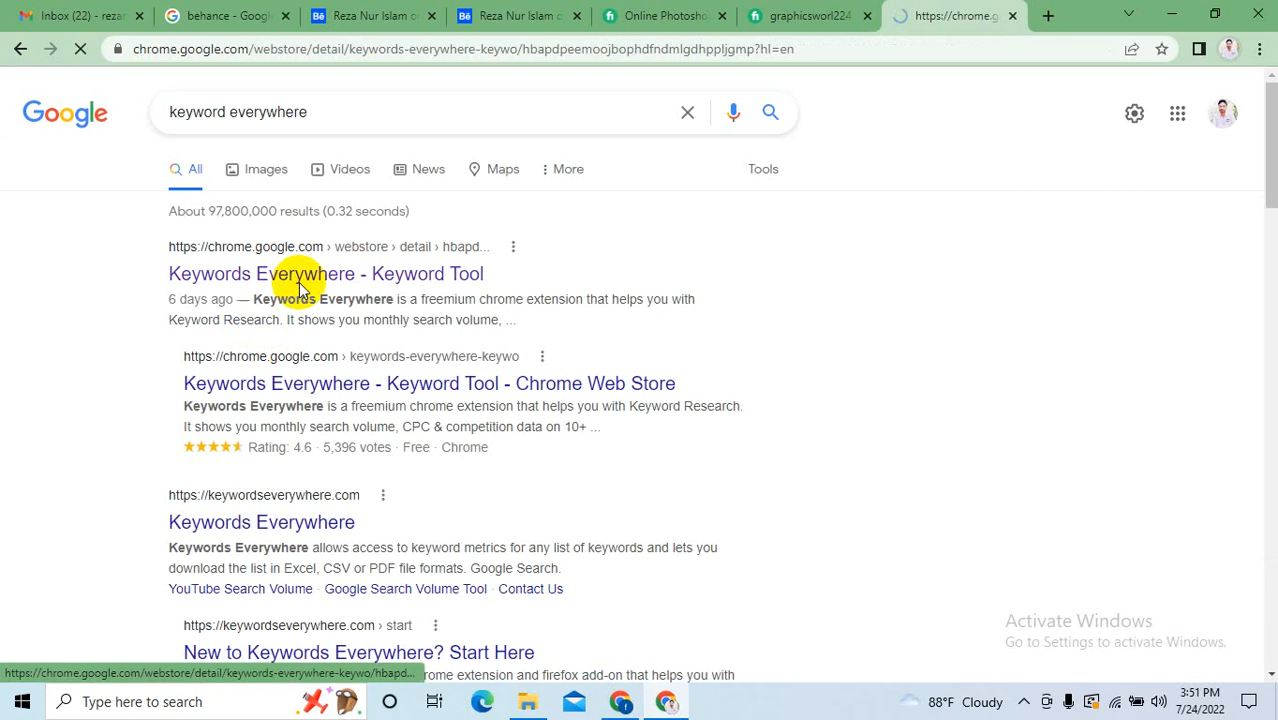 Inbox (22) - rezar
behance - Google
Reza Nur Islam o
Reza Nur Islam o
Online Photosho
graphicsworl224
https://chrome.go
chrome.google.com/webstore/detail/keywords-everywhere-keywo/hbapdpeemoojbophdfndmlgdhppljgmp?hl=en
Google
keyword everywhere
All
Images
Videos
News
Maps
More
Tools
About 97,800,000 results (0.32 seconds)
https://chrome.google.com › webstore › detail › hbapd...
Keywords Everywhere - Keyword Tool
6 days ago — Keywords Everywhere is a freemium chrome extension that helps you with
Keyword Research. It shows you monthly search volume, ...
https://chrome.google.com › keywords-everywhere-keywo
Keywords Everywhere - Keyword Tool - Chrome Web Store
Keywords Everywhere is a freemium chrome extension that helps you with Keyword Research.
It shows you monthly search volume, CPC & competition data on 10+ ...
Rating: 4.6 · 5,396 votes · Free · Chrome
https://keywordseverywhere.com
Keywords Everywhere
Keywords Everywhere allows access to keyword metrics for any list of keywords and lets you
download the list in Excel, CSV or PDF file formats. Google Search.
YouTube Search Volume · Google Search Volume Tool · Contact Us
https://keywordseverywhere.com › start
New to Keywords Everywhere? Start Here
chrome extension and firefox add-on that helps you with
Activate Windows
Go to Settings to activate Windows.
https://chrome.google.com/webstore/detail/keywords-everywhere-keywo/hbapd...
Type here to search
88°F Cloudy
3:51 PM
7/24/2022